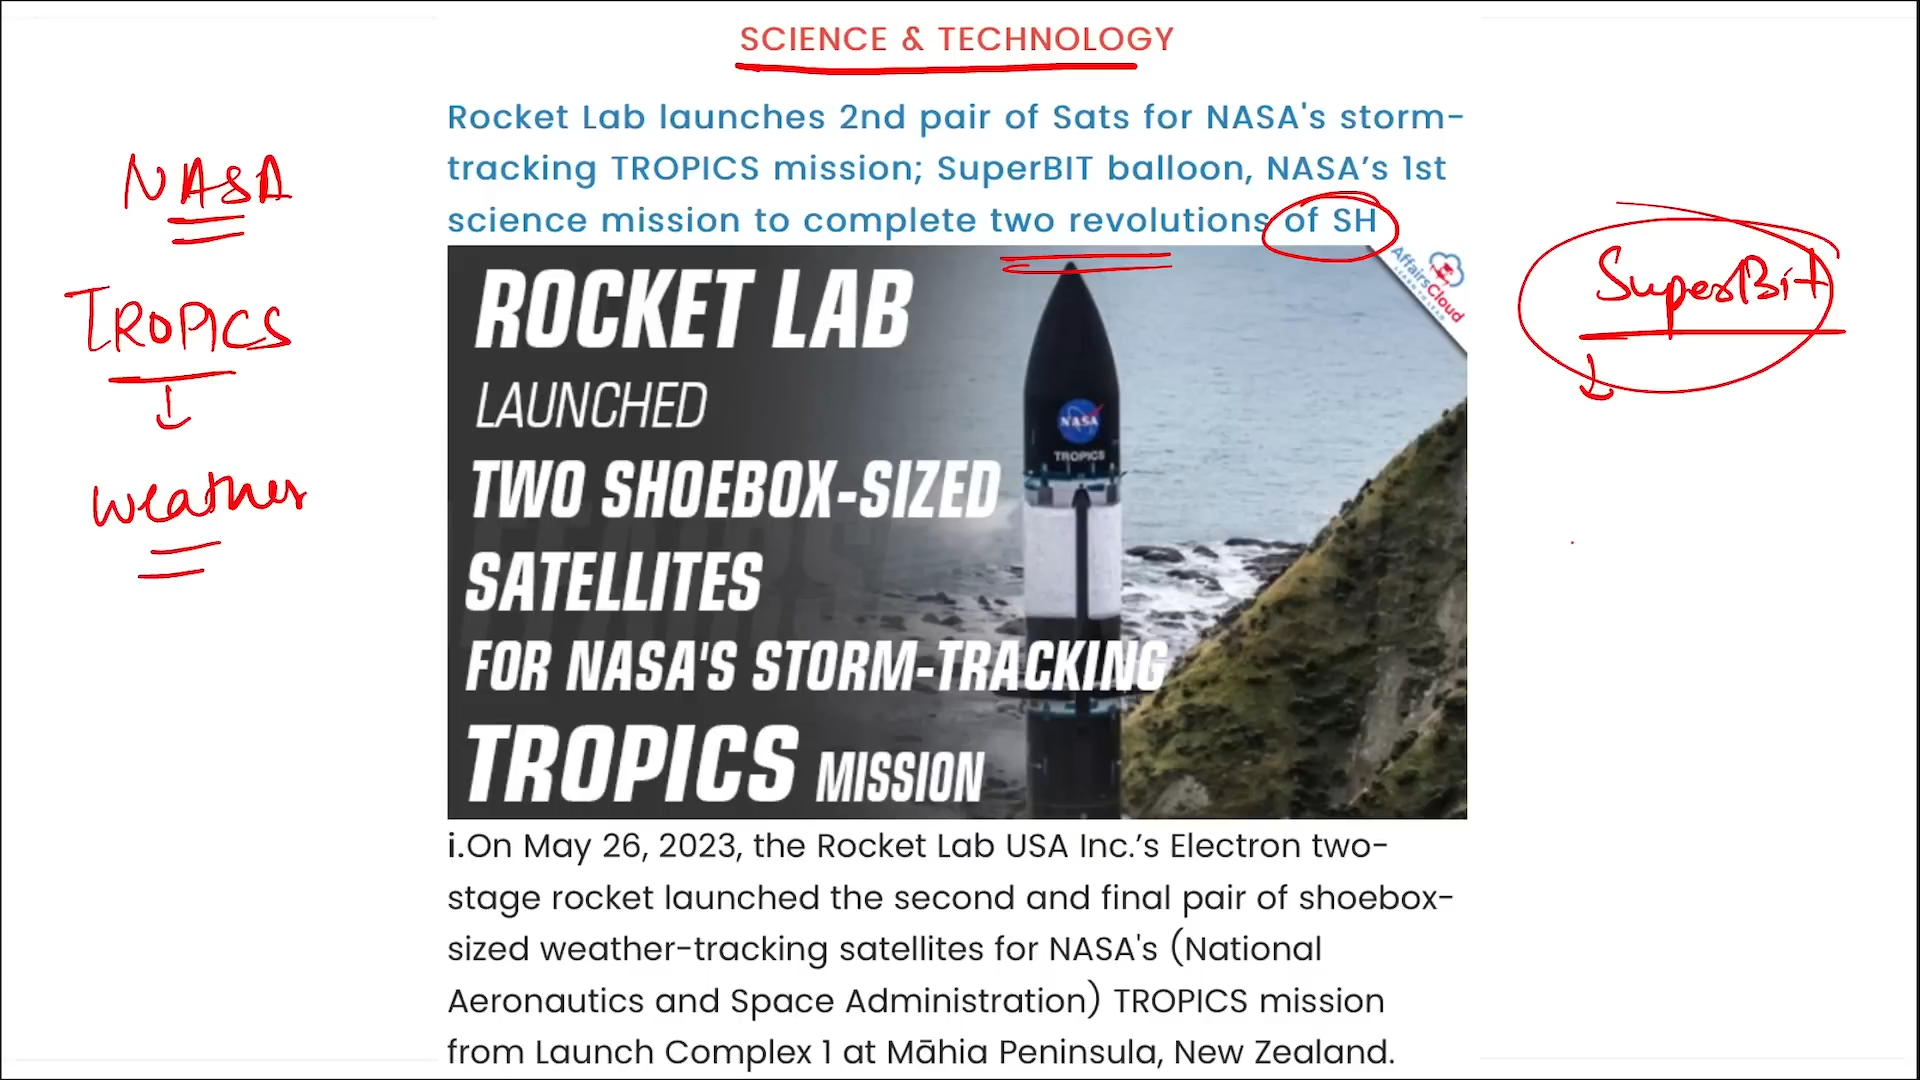 SCIENCE & TECHNOLOGY
Rocket Lab launches 2nd pair of Sats for NASA's storm-
tracking TROPICS mission; SuperBIT balloon, NASA’s 1st
science mission to complete two revolutions of SH
NASA
TROPICS
weather
SuperBit
AffairsCloud
ROCKET LAB
LAUNCHED
TWO SHOEBOX-SIZED
SATELLITES
FOR NASA'S STORM-TRACKING
TROPICS MISSION
NASA
TROPICS
i.On May 26, 2023, the Rocket Lab USA Inc.’s Electron two-
stage rocket launched the second and final pair of shoebox-
sized weather-tracking satellites for NASA's (National
Aeronautics and Space Administration) TROPICS mission
from Launch Complex 1 at Māhia Peninsula, New Zealand.